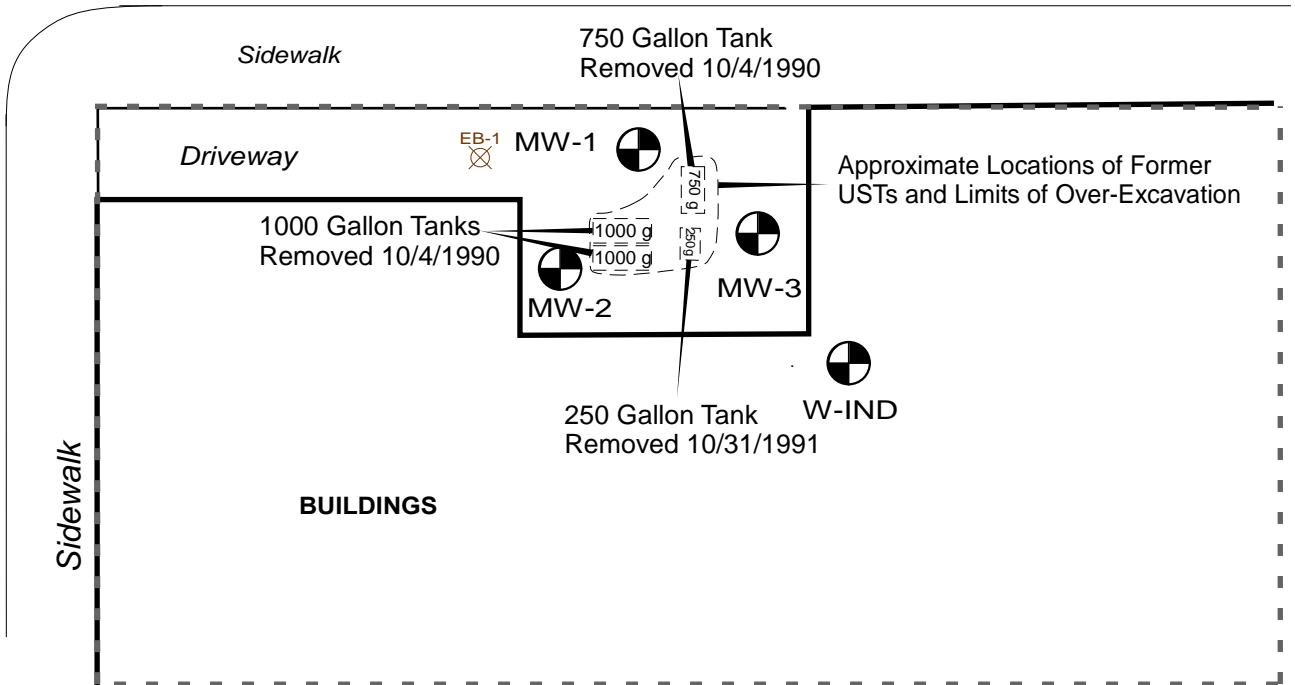 750 Gallon Tank
Removed 10/4/1990
Sidewalk
EB-1
MW-1
Driveway
750 g
Approximate Locations of Former
USTs and Limits of Over-Excavation
1000 Gallon Tanks
Removed 10/4/1990
1000 g
1000 g
250g
MW-2
MW-3
W-IND
250 Gallon Tank
Removed 10/31/1991
BUILDINGS
Sidewalk